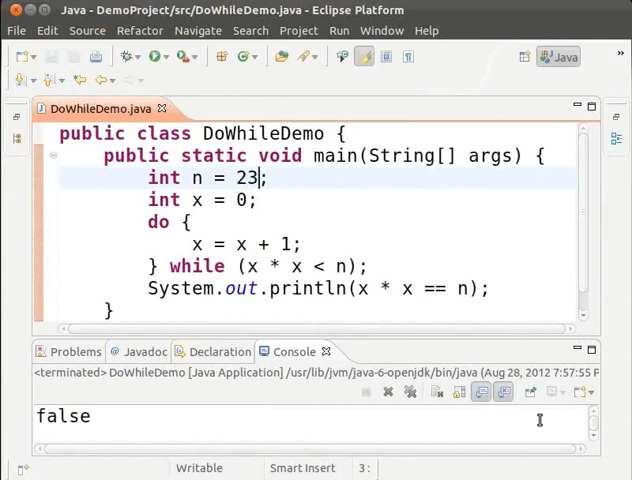 Java - DemoProject/src/DoWhileDemo.java - Eclipse Platform
File Edit Source Refactor Navigate Search Project Run Window Help
Java
DoWhileDemo.java
public class DoWhileDemo {
public static void main(String[] args) {
int n = 23;
int x = 0;
do {
x = x + 1;
} while (x * x < n);
System.out.println(x * x == n);
}
Problems Javadoc Declaration Console
<terminated> DoWhileDemo [Java Application] /usr/lib/jvm/java-6-openjdk/bin/java (Aug 28, 2012 7:57:55 P
false
Writable Smart Insert 3 :